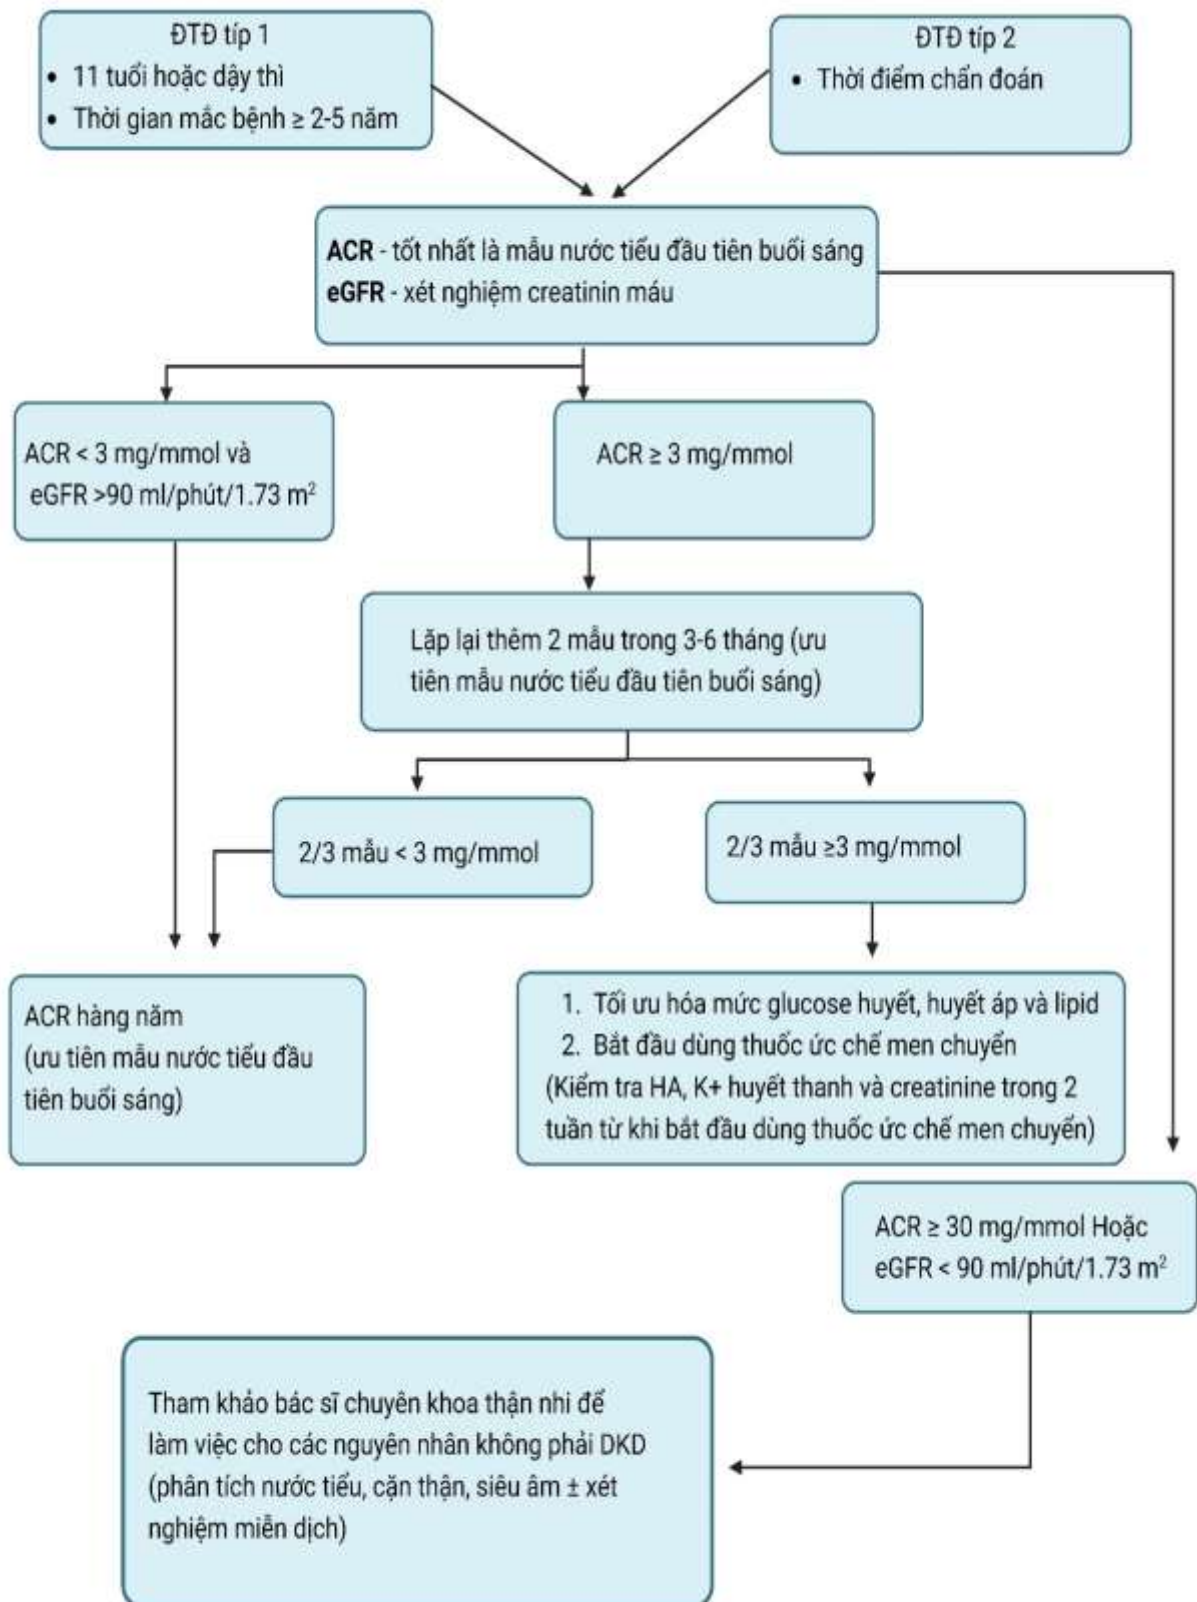 ĐTĐ típ 1
• 11 tuổi hoặc dậy thì
• Thời gian mắc bệnh ≥ 2-5 năm
ĐTĐ típ 2
• Thời điểm chẩn đoán
ACR - tốt nhất là mẫu nước tiểu đầu tiên buổi sáng
eGFR - xét nghiệm creatinin máu
ACR < 3 mg/mmol và
eGFR >90 ml/phút/1.73 m²
ACR ≥ 3 mg/mmol
Lặp lại thêm 2 mẫu trong 3-6 tháng (ưu
tiên mẫu nước tiểu đầu tiên buổi sáng)
2/3 mẫu < 3 mg/mmol
2/3 mẫu ≥3 mg/mmol
ACR hàng năm
(ưu tiên mẫu nước tiểu đầu
tiên buổi sáng)
1. Tối ưu hóa mức glucose huyết, huyết áp và lipid
2. Bắt đầu dùng thuốc ức chế men chuyển
(Kiểm tra HA, K+ huyết thanh và creatinine trong 2
tuần từ khi bắt đầu dùng thuốc ức chế men chuyển)
ACR ≥ 30 mg/mmol Hoặc
eGFR < 90 ml/phút/1.73 m²
Tham khảo bác sĩ chuyên khoa thận nhi để
làm việc cho các nguyên nhân không phải DKD
(phân tích nước tiểu, cặn thận, siêu âm ± xét
nghiệm miễn dịch)